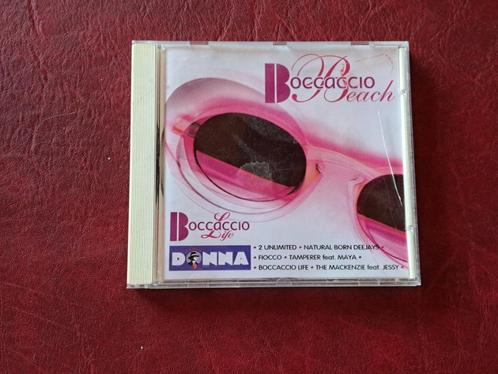 BOCCACCIO
Beach
BOCCACCIO
Life
DONNA
• 2 UNLIMITED • NATURAL BORN DEEJAYS •
• FIOCCO • TAMPERER feat. MAYA •
• BOCCACCIO LIFE • THE MACKENZIE feat. JESSY •